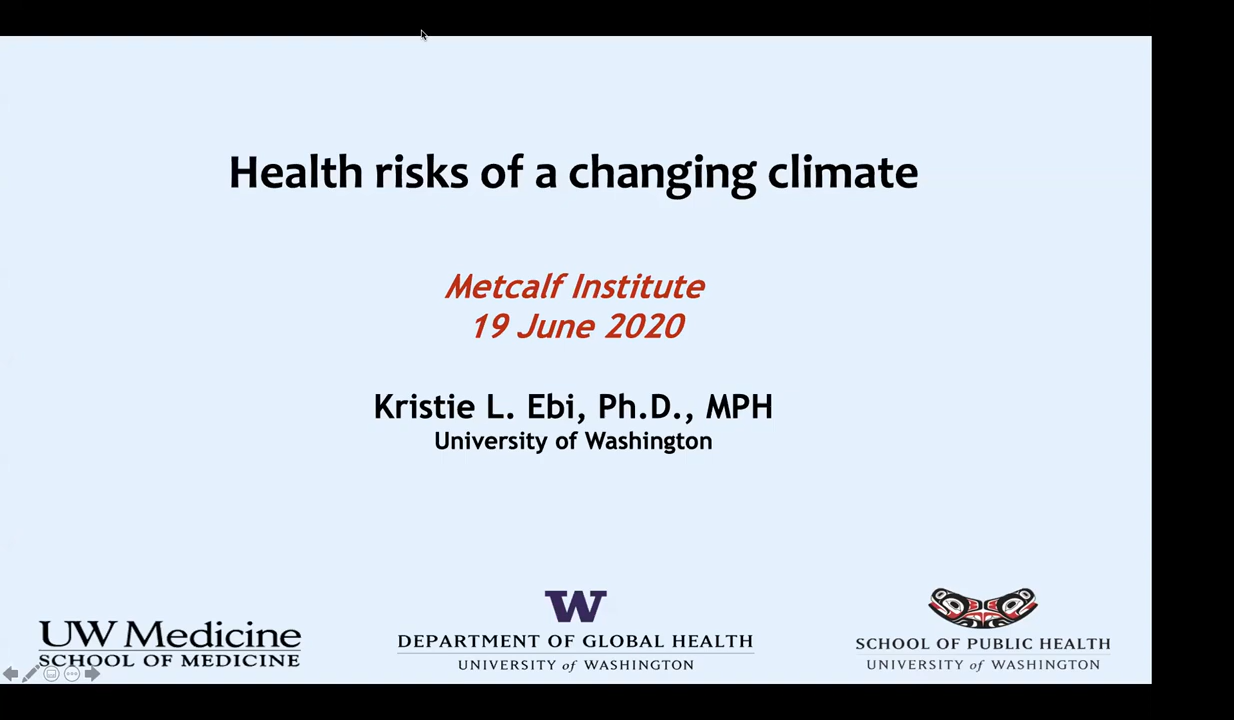 Health risks of a changing climate
Metcalf Institute
19 June 2020
Kristie L. Ebi, Ph.D., MPH
University of Washington
UW Medicine
SCHOOL OF MEDICINE
W
DEPARTMENT OF GLOBAL HEALTH
UNIVERSITY of WASHINGTON
SCHOOL OF PUBLIC HEALTH
UNIVERSITY of WASHINGTON